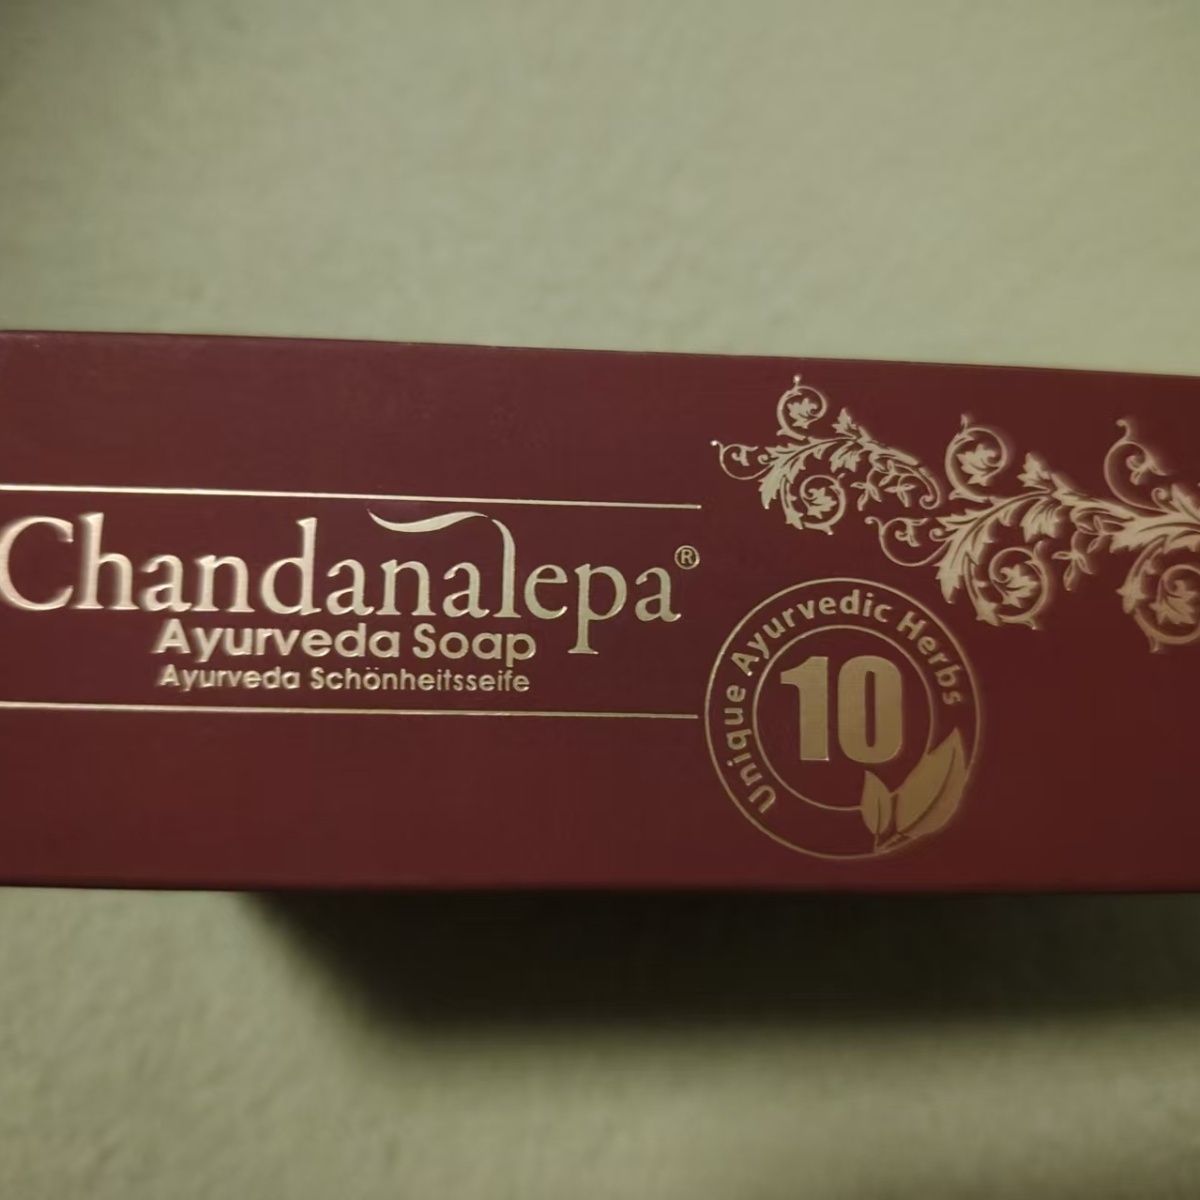 Chandanalepa®
Ayurveda Soap
Ayurveda Schönheitsseife
Unique Ayurvedic Herbs
10